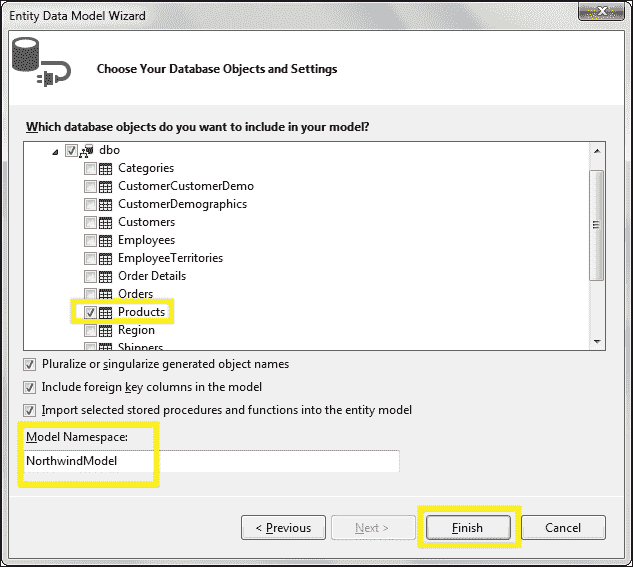 Entity Data Model Wizard
Choose Your Database Objects and Settings
Which database objects do you want to include in your model?
dbo
Categories
CustomerCustomerDemo
CustomerDemographics
Customers
Employees
EmployeeTerritories
Order Details
Orders
Products
Region
Shippers
Pluralize or singularize generated object names
Include foreign key columns in the model
Import selected stored procedures and functions into the entity model
Model Namespace:
NorthwindModel
< Previous
Next >
Finish
Cancel